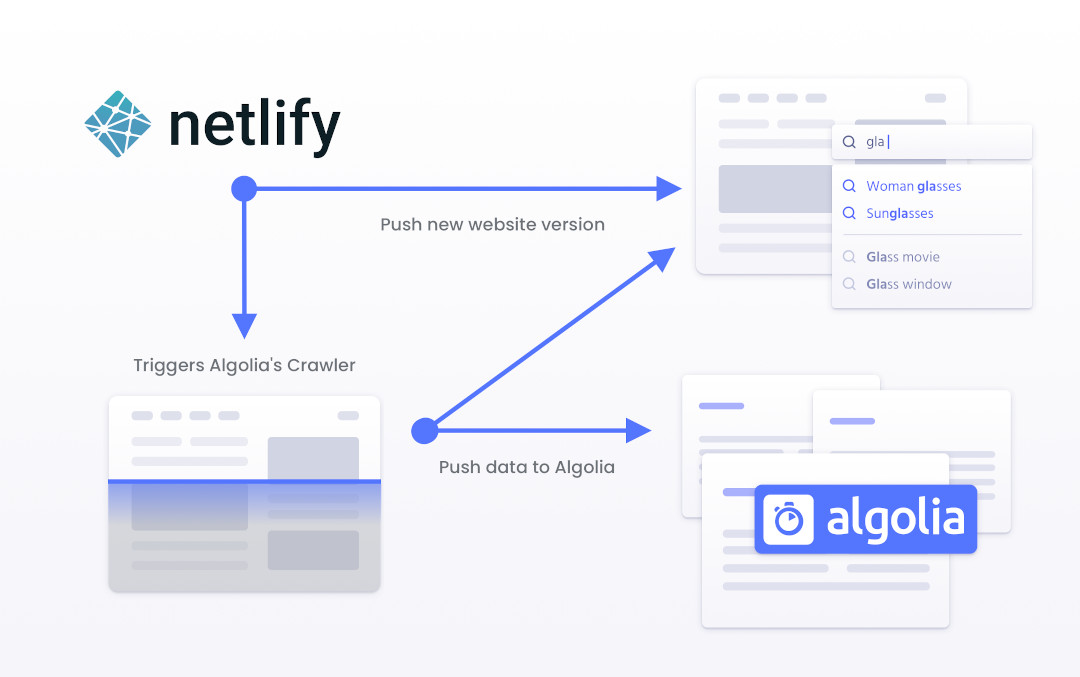 netlify
gla
Woman glasses
Sunglasses
Glass movie
Glass window
Push new website version
Triggers Algolia's Crawler
Push data to Algolia
algolia